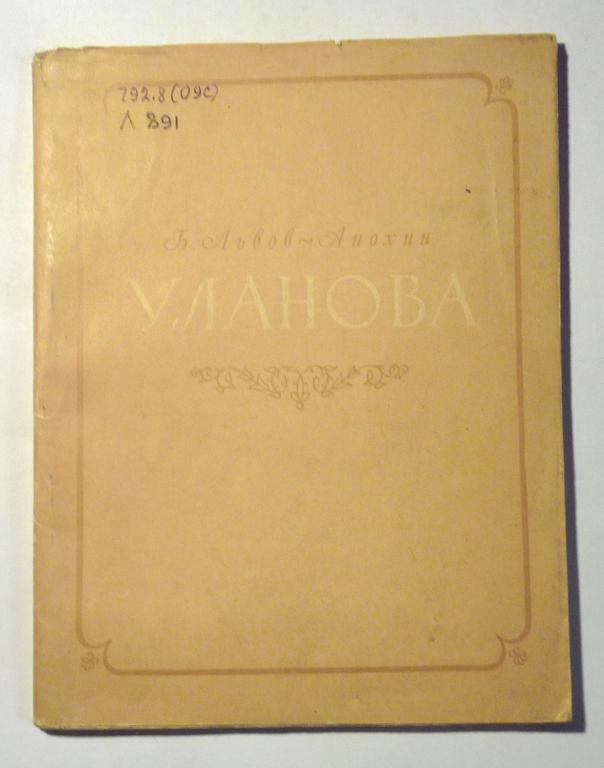 792.8(09С)
Л 891
Б. Львов~Анохин
УЛАНОВА